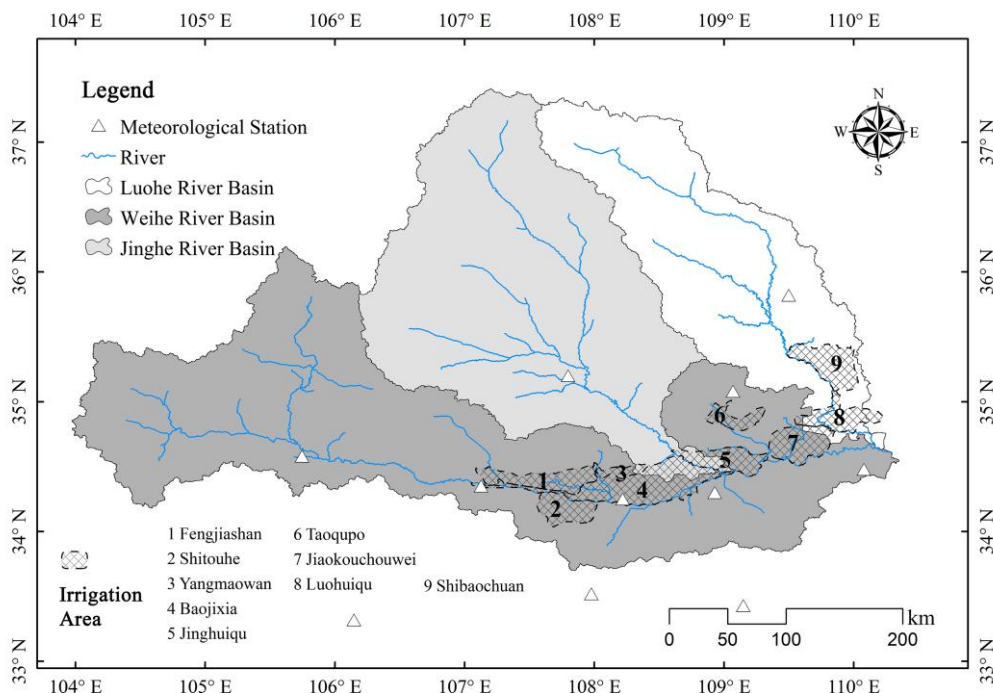 104° E 105° E 106° E 107° E 108° E 109° E 110° E
Legend
Meteorological Station
River
Luohe River Basin
Weihe River Basin
Jinghe River Basin
N
W E
S
37° N 37° N
36° N 36° N
35° N 35° N
34° N 34° N
33° N 33° N
9
8
6
7
5
3
1
4
2
Irrigation
Area
1 Fengjiashan
2 Shitouhe
3 Yangmaowan
4 Baojixia
5 Jinghuiqu
6 Taoqupo
7 Jiaokouchouwei
8 Luohuiqu
9 Shibaochuan
km
0 50 100 200
104° E 105° E 106° E 107° E 108° E 109° E 110° E